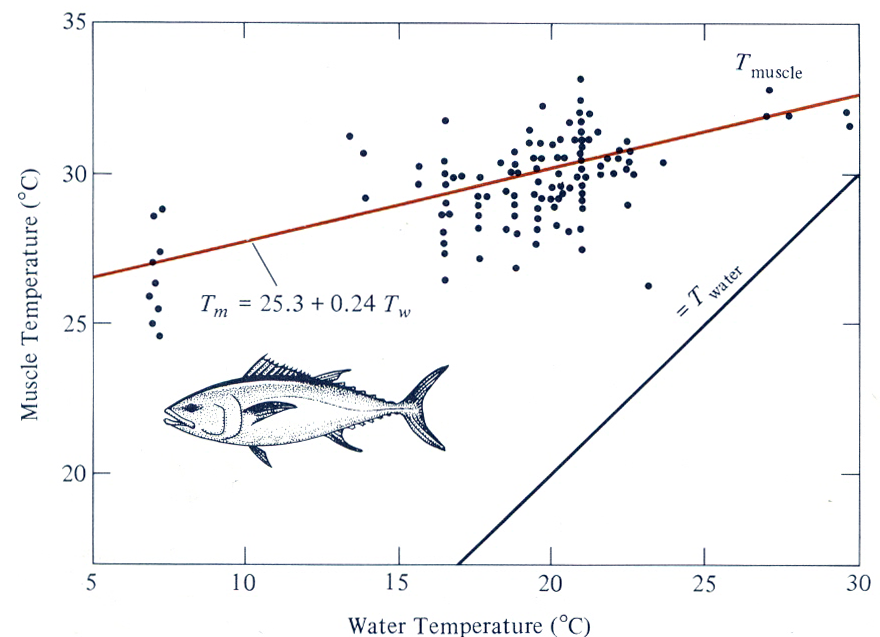 35
30
25
20
5
10
15
20
25
30
Muscle Temperature (°C)
Water Temperature (°C)
T muscle
= T water
T m = 25.3 + 0.24 T w